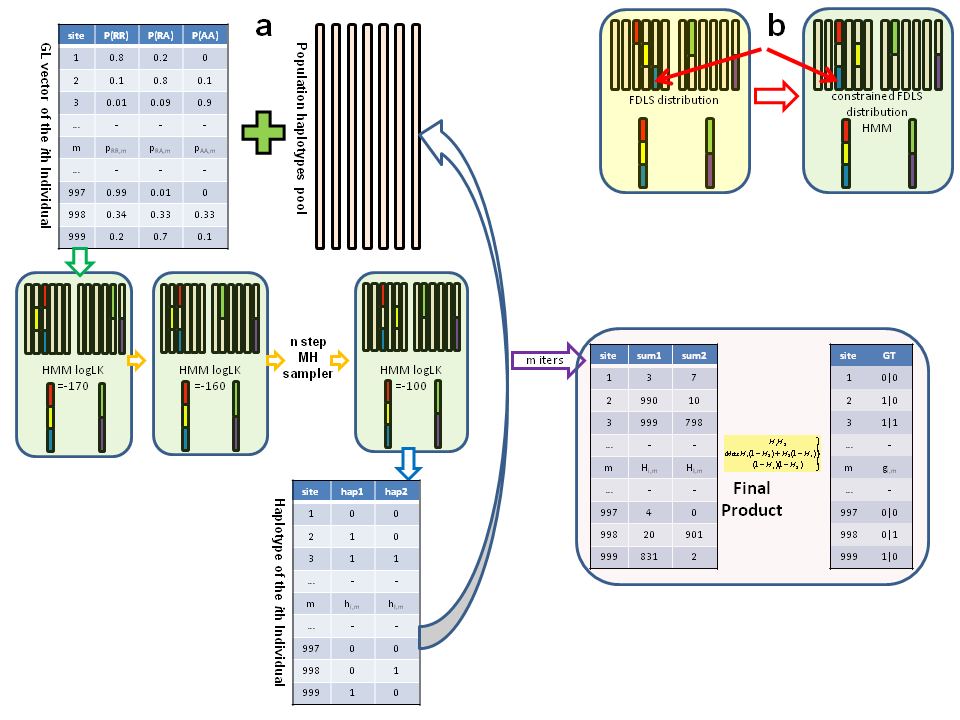 a
GL vector of the ith Individual
site P(RR) P(RA) P(AA)
1 0.8 0.2 0
2 0.1 0.8 0.1
3 0.01 0.09 0.9
... - - -
m pRR,m pRA,m pAA,m
... - - -
997 0.99 0.01 0
998 0.34 0.33 0.33
999 0.2 0.7 0.1
Population haplotypes pool
b
FDLS distribution
constrained FDLS
distribution
HMM
HMM logLK
=-170
HMM logLK
=-160
n step
MH
sampler
HMM logLK
=-100
Haplotype of the ith Individual
site hap1 hap2
1 0 0
2 1 0
3 1 1
... - -
m
... - -
997 0 0
998 0 1
999 1 0
m iters
site sum1 sum2
1 3 7
2 990 10
3 999 798
... - -
m
... - -
997 4 0
998 20 901
999 831 2
Final
Product
site GT
1 0|0
2 1|0
3 1|1
... -
m g,m
... -
997 0|0
998 0|1
999 1|0